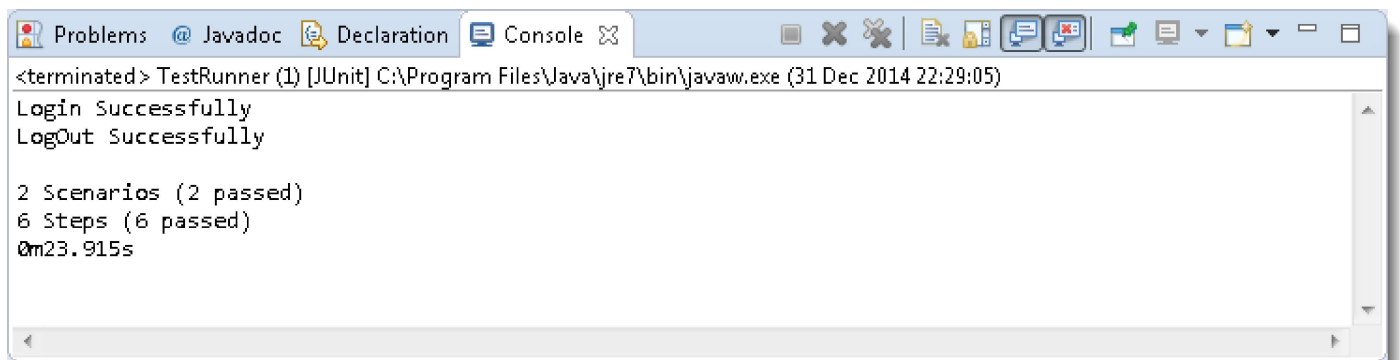 Problems @ Javadoc Declaration Console
<terminated> TestRunner (1) [JUnit] C:\Program Files\Java\jre7\bin\javaw.exe (31 Dec 2014 22:29:05)
Login Successfully
LogOut Successfully
2 Scenarios (2 passed)
6 Steps (6 passed)
0m23.915s